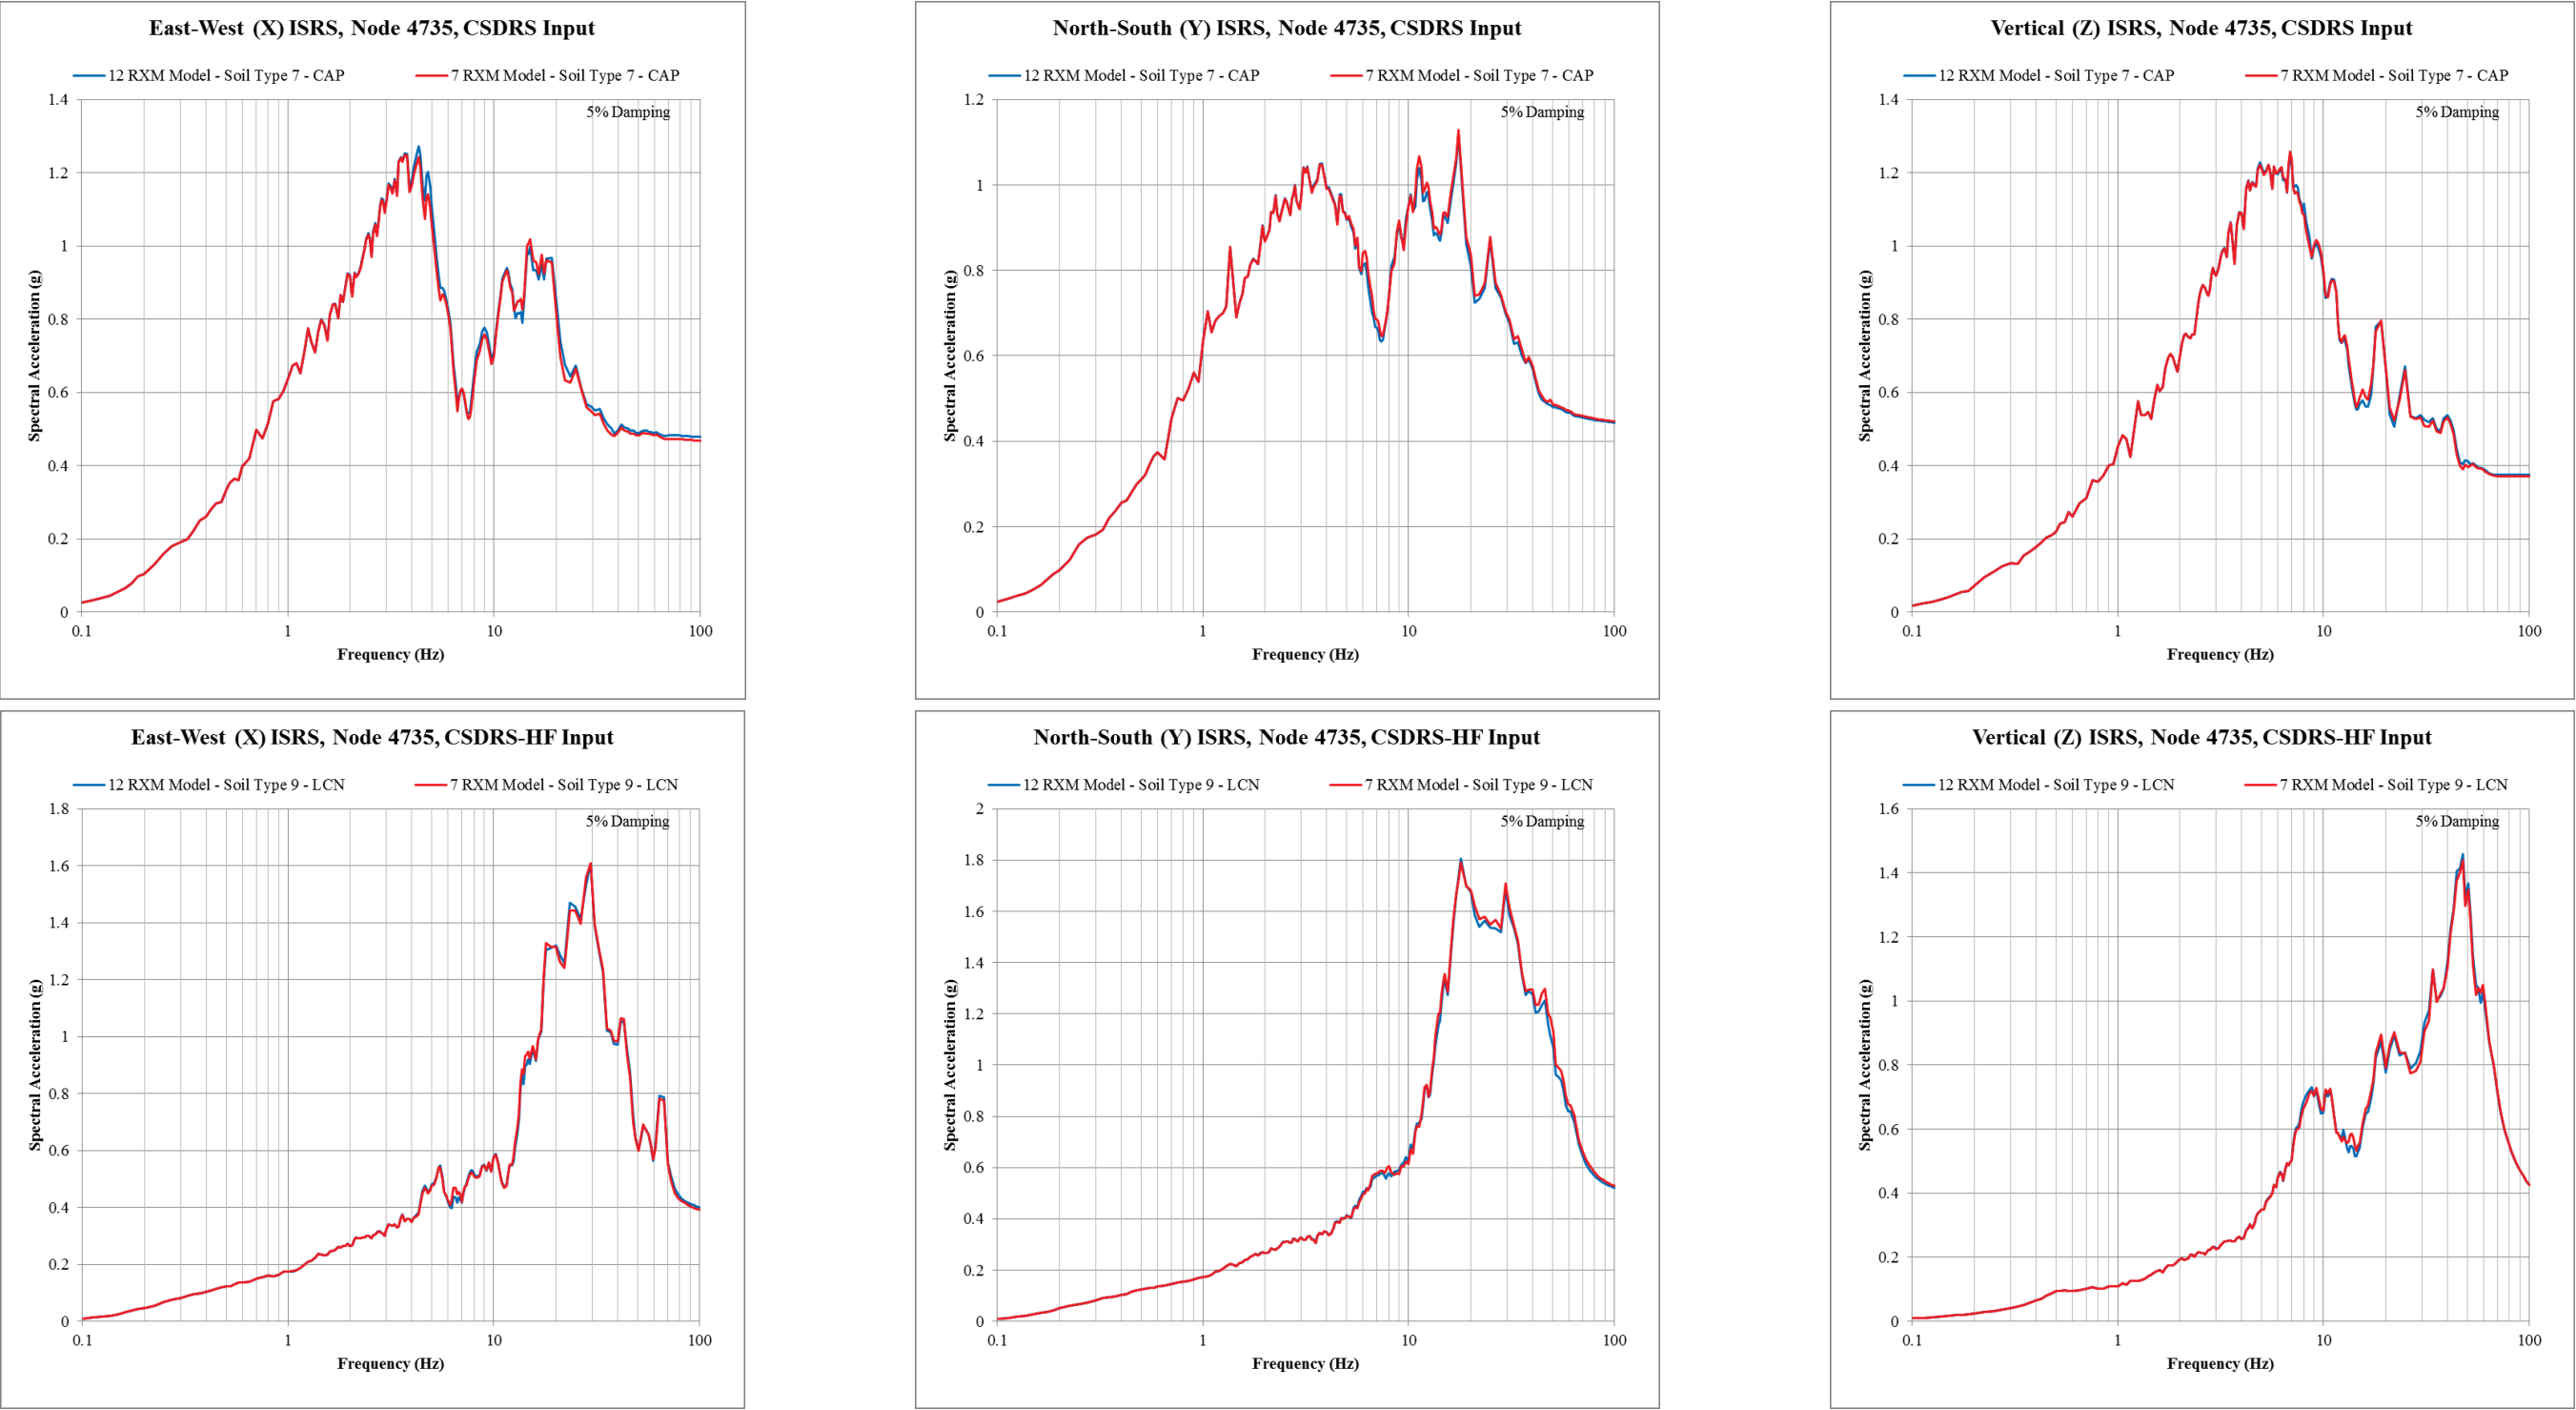 East-West (X) ISRS, Node 4735, CSDRS Input
12 RXM Model - Soil Type 7 - CAP
7 RXM Model - Soil Type 7 - CAP
5% Damping
1.4
1.2
1
0.8
0.6
0.4
0.2
0
Spectral Acceleration (g)
0.1
1
10
100
Frequency (Hz)
North-South (Y) ISRS, Node 4735, CSDRS Input
12 RXM Model - Soil Type 7 - CAP
7 RXM Model - Soil Type 7 - CAP
5% Damping
1.2
1
0.8
0.6
0.4
0.2
0
Spectral Acceleration (g)
0.1
1
10
100
Frequency (Hz)
Vertical (Z) ISRS, Node 4735, CSDRS Input
12 RXM Model - Soil Type 7 - CAP
7 RXM Model - Soil Type 7 - CAP
5% Damping
1.4
1.2
1
0.8
0.6
0.4
0.2
0
Spectral Acceleration (g)
0.1
1
10
100
Frequency (Hz)
East-West (X) ISRS, Node 4735, CSDRS-HF Input
12 RXM Model - Soil Type 9 - LCN
7 RXM Model - Soil Type 9 - LCN
5% Damping
1.8
1.6
1.4
1.2
1
0.8
0.6
0.4
0.2
0
Spectral Acceleration (g)
0.1
1
10
100
Frequency (Hz)
North-South (Y) ISRS, Node 4735, CSDRS-HF Input
12 RXM Model - Soil Type 9 - LCN
7 RXM Model - Soil Type 9 - LCN
5% Damping
2
1.8
1.6
1.4
1.2
1
0.8
0.6
0.4
0.2
0
Spectral Acceleration (g)
0.1
1
10
100
Frequency (Hz)
Vertical (Z) ISRS, Node 4735, CSDRS-HF Input
12 RXM Model - Soil Type 9 - LCN
7 RXM Model - Soil Type 9 - LCN
5% Damping
1.6
1.4
1.2
1
0.8
0.6
0.4
0.2
0
Spectral Acceleration (g)
0.1
1
10
100
Frequency (Hz)